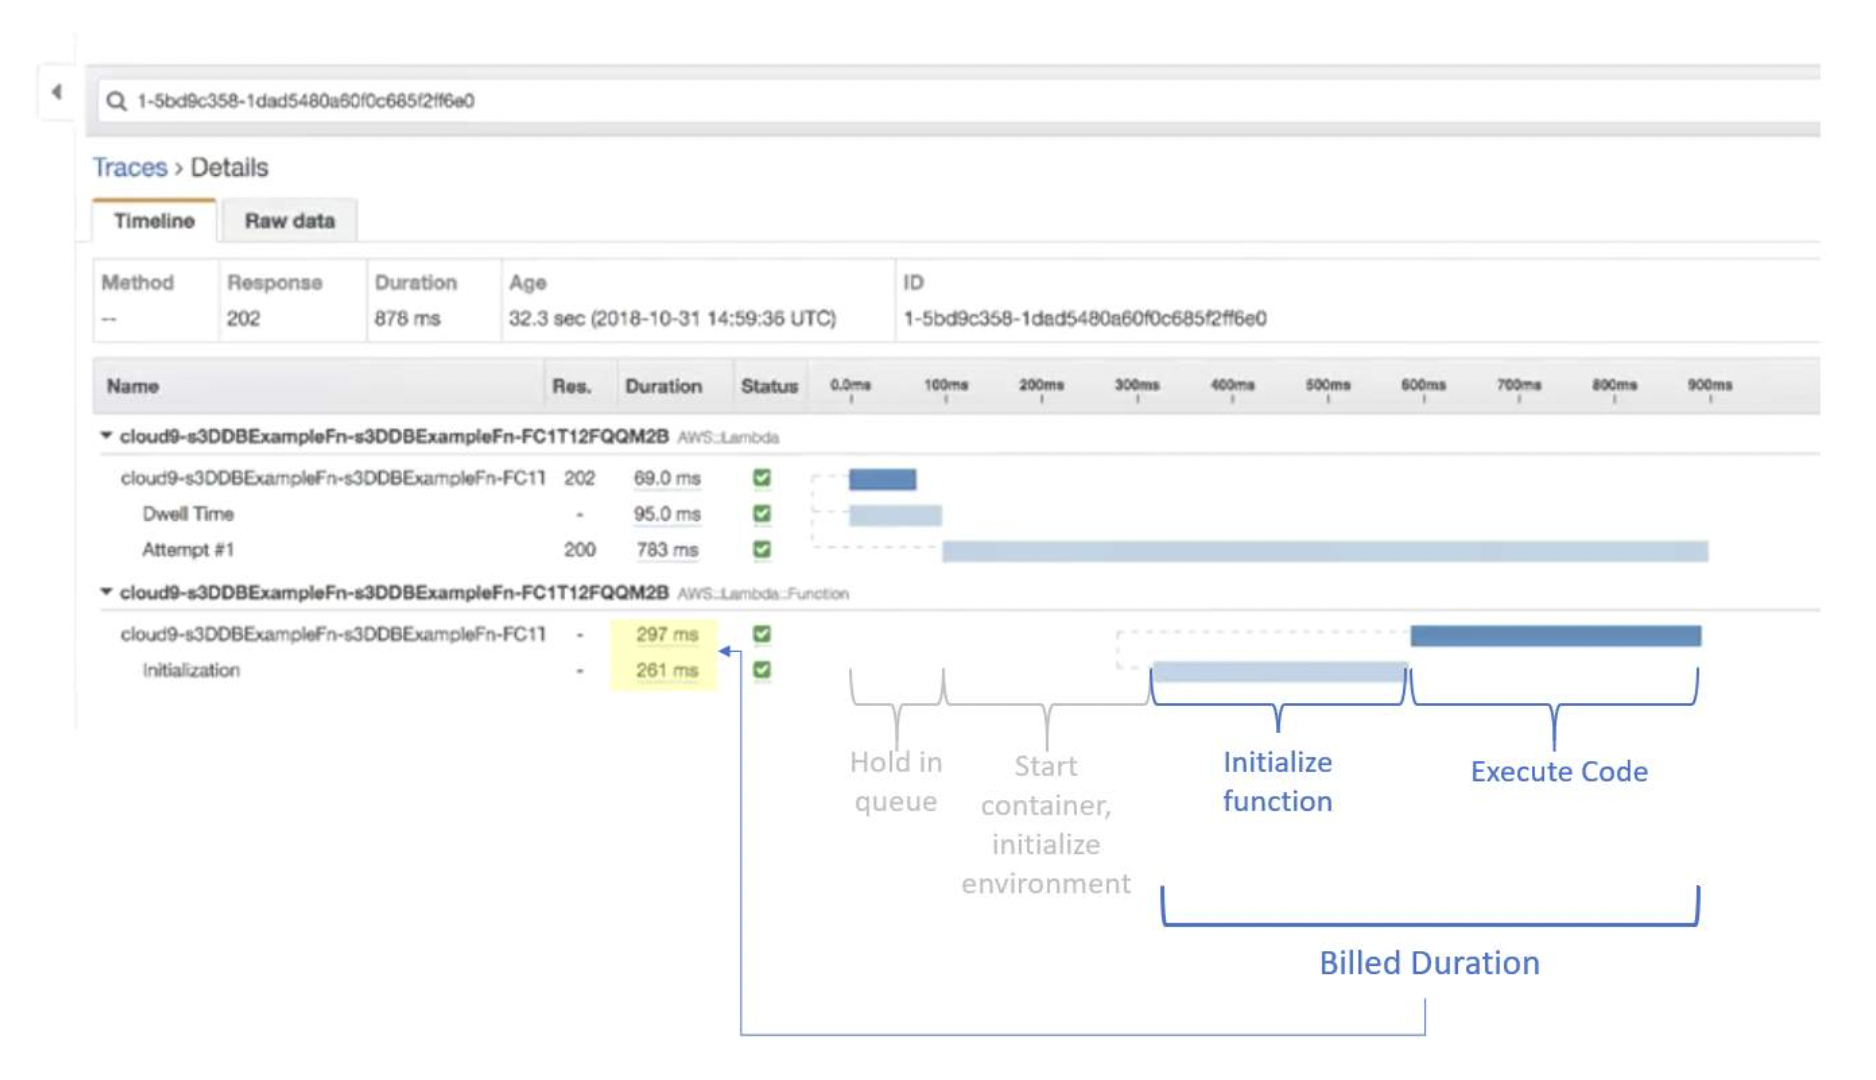 1-5bd9c358-1dad5480a60f0c685f2ff6e0
Traces > Details
Timeline Raw data
Method Response Duration Age ID
-- 202 878 ms 32.3 sec (2018-10-31 14:59:36 UTC) 1-5bd9c358-1dad5480a60f0c685f2ff6e0
Name Res. Duration Status 0.0ms 100ms 200ms 300ms 400ms 500ms 600ms 700ms 800ms 900ms
cloud9-s3DDBExampleFn-s3DDBExampleFn-FC1T12FQQM2B AWS::Lambda
cloud9-s3DDBExampleFn-s3DDBExampleFn-FC1T 202 69.0 ms
Dwell Time - 95.0 ms
Attempt #1 200 783 ms
cloud9-s3DDBExampleFn-s3DDBExampleFn-FC1T12FQQM2B AWS::Lambda::Function
cloud9-s3DDBExampleFn-s3DDBExampleFn-FC1T - 297 ms
Initialization - 261 ms
Hold in
queue
Start
container,
initialize
environment
Initialize
function
Execute Code
Billed Duration